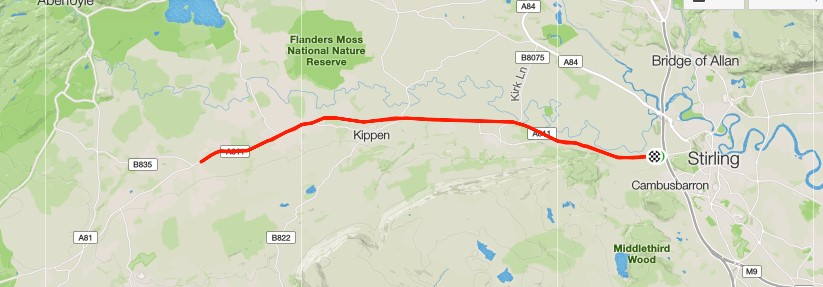 Aberfoyle
A84
Flanders Moss
National Nature
Reserve
B8075
A84
Bridge of Allan
Kirk Ln
A811
A811
Kippen
B835
Stirling
Cambusbarron
A81
B822
Middlethird
Wood
M9